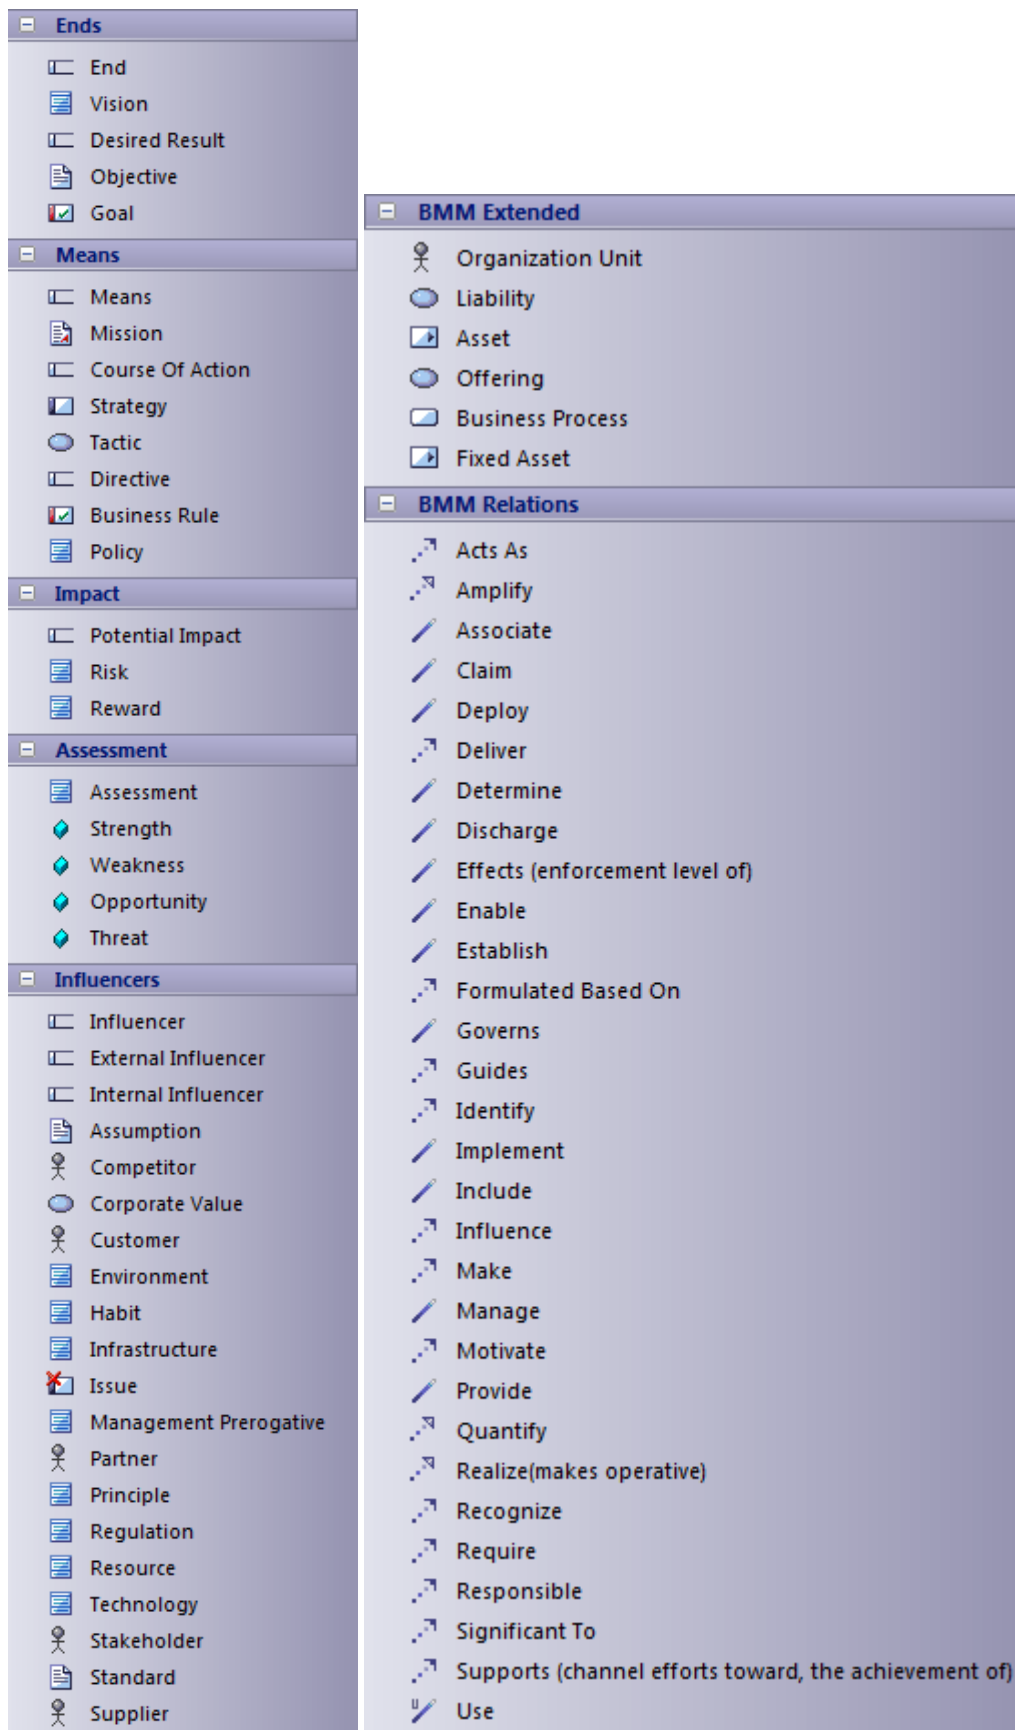 Ends
End
Vision
Desired Result
Objective
Goal
Means
Means
Mission
Course Of Action
Strategy
Tactic
Directive
Business Rule
Policy
Impact
Potential Impact
Risk
Reward
Assessment
Assessment
Strength
Weakness
Opportunity
Threat
Influencers
Influencer
External Influencer
Internal Influencer
Assumption
Competitor
Corporate Value
Customer
Environment
Habit
Infrastructure
Issue
Management Prerogative
Partner
Principle
Regulation
Resource
Technology
Stakeholder
Standard
Supplier
BMM Extended
Organization Unit
Liability
Asset
Offering
Business Process
Fixed Asset
BMM Relations
Acts As
Amplify
Associate
Claim
Deploy
Deliver
Determine
Discharge
Effects (enforcement level of)
Enable
Establish
Formulated Based On
Governs
Guides
Identify
Implement
Include
Influence
Make
Manage
Motivate
Provide
Quantify
Realize(makes operative)
Recognize
Require
Responsible
Significant To
Supports (channel efforts toward, the achievement of)
U Use